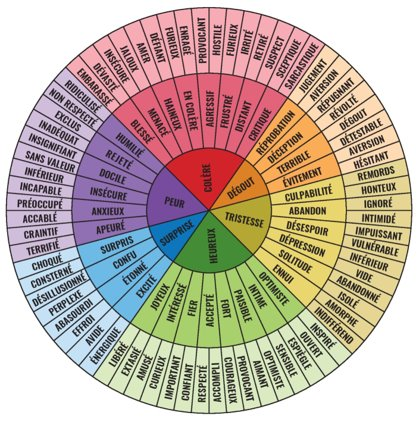 COLÈRE
DÉGOUT
TRISTESSE
HEUREUX
SURPRISE
PEUR
BLESSÉ
MENACÉ
HAINEUX
EN COLÈRE
AGRESSIF
FRUSTRÉ
DISTANT
CRITIQUE
RÉPROBATION
DÉCEPTION
TERRIBLE
ÉVITEMENT
CULPABILITÉ
ABANDON
DÉSESPOIR
DÉPRESSION
SOLITUDE
ENNUI
OPTIMISTE
INTIME
PAISIBLE
FORT
ACCEPTÉ
FIER
INTÉRESSÉ
JOYEUX
EXCITÉ
ÉTONNÉ
CONFU
SURPRIS
APEURÉ
ANXIEUX
INSÉCURE
DOCILE
REJETÉ
HUMILIÉ
EMBARASSÉ
DÉVASTÉ
INSÉCURE
JALOUX
AMER
DÉFIANT
FURIEUX
ENRAGÉ
PROVOCANT
HOSTILE
FURIEUX
IRRITÉ
RETIRÉ
SUSPECT
SCEPTIQUE
SARCASTIQUE
JUGEMENT
AVERSION
RÉPUGNANT
RÉVOLTÉ
DÉGOUT
DÉTESTABLE
AVERSION
HÉSITANT
REMORDS
HONTEUX
IGNORÉ
INTIMIDÉ
IMPUISSANT
VULNÉRABLE
INFÉRIEUR
VIDE
ABANDONNÉ
ISOLÉ
AMORPHE
INDIFFÉREND
INSPIRÉ
OUVERT
ESPIÈGLE
SENSIBLE
OPTIMISTE
AIMANT
PROVOCANT
COURAGEUX
ACCOMPLI
RESPECTÉ
CONFIANT
IMPORTANT
CURIEUX
AMUSÉ
EXTASIÉ
LIBÉRÉ
ÉNERGIQUE
AVIDE
EFFROI
ABASOURDI
PERPLEXE
DÉSILLUSIONNÉ
CONSTERNÉ
CHOQUÉ
TERRIFIÉ
CRAINTIF
ACCABLÉ
PRÉOCCUPÉ
INCAPABLE
INFÉRIEUR
SANS VALEUR
INSIGNIFIANT
INADÉQUAT
EXCLUS
NON RESPECTÉ
RIDICULISÉ